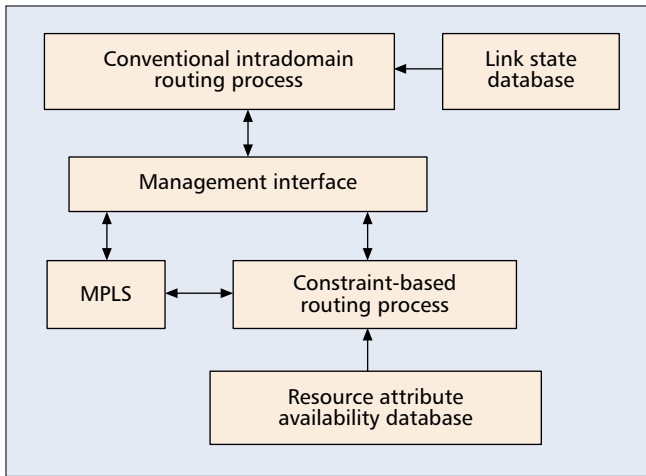 Conventional intradomain
routing process
Link state
database
Management interface
MPLS
Constraint-based
routing process
Resource attribute
availability database